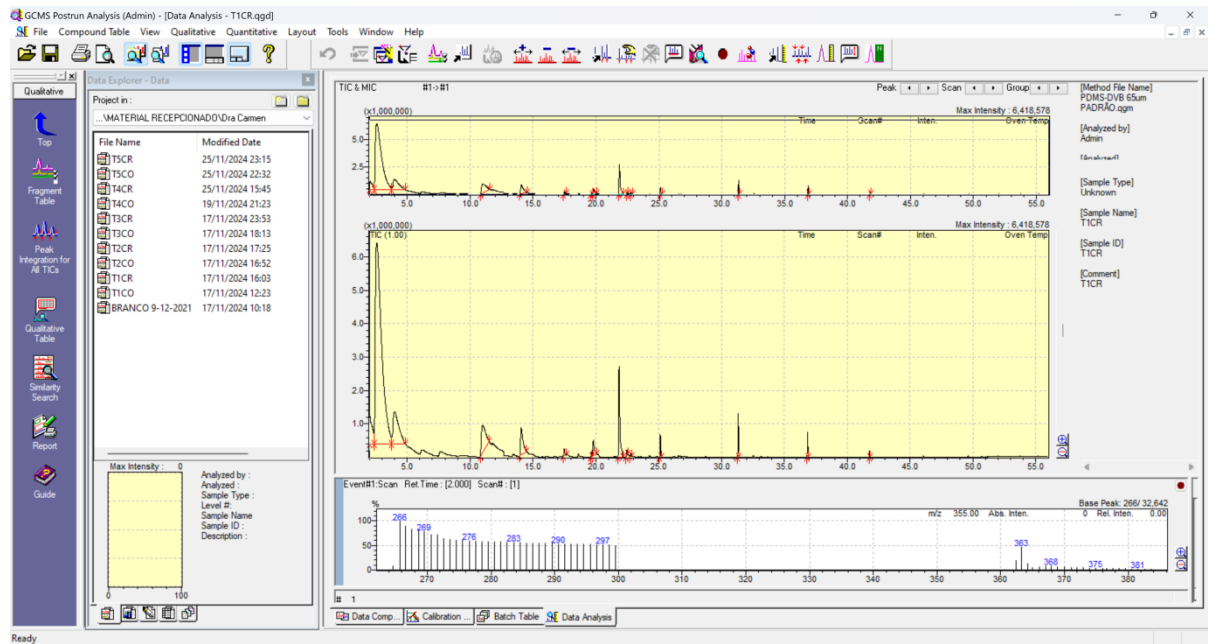 GCMS Postrun Analysis (Admin) - [Data Analysis - T1CR.qgd]
File Compound Table View Qualitative Quantitative Layout Tools Window Help
Qualitative
Top
Fragment
Table
Peak
Integration for
All TICs
Qualitative
Table
Similarity
Search
Report
Guide
Data Explorer - Data
Project in :
...\MATERIAL RECEPCIONADO\Dra Carmen
File Name Modified Date
T5CR 25/11/2024 23:15
T5CO 25/11/2024 22:32
T4CR 25/11/2024 15:45
T4CO 19/11/2024 21:23
T3CR 17/11/2024 23:53
T3CO 17/11/2024 18:13
T2CR 17/11/2024 17:25
T2CO 17/11/2024 16:52
T1CR 17/11/2024 16:03
T1CO 17/11/2024 12:23
BRANCO 9-12-2021 17/11/2024 10:18
Max Intensity : 0
Analyzed by :
Analyzed :
Sample Type :
Level #:
Sample Name
Sample ID :
Description :
0 100
TIC & MIC #1->#1 Peak Scan Group
(x1,000,000) Max Intensity : 6,418,578
Time Scan# Inten. Oven Temp
5.0
2.5
5.0 10.0 15.0 20.0 25.0 30.0 35.0 40.0 45.0 50.0 55.0
(x1,000,000) Max Intensity : 6,418,578
TIC (1.00) Time Scan# Inten. Oven Temp
6.0
5.0
4.0
3.0
2.0
1.0
5.0 10.0 15.0 20.0 25.0 30.0 35.0 40.0 45.0 50.0 55.0
[Method File Name]
PDMS-DVB 65um
PADRÃO.qgm
[Analyzed by]
Admin
[Analyzed]
[Sample Type]
Unknown
[Sample Name]
T1CR
[Sample ID]
T1CR
[Comment]
T1CR
Event#1:Scan Ret.Time : [2.000] Scan# : [1]
Base Peak: 266/ 32,642
% m/z 355.00 Abs. Inten. 0 Rel. Inten. 0.00
100
50
0
266 269 276 283 290 297 363 368 375 381
270 280 290 300 310 320 330 340 350 360 370 380
# 1
Data Comp... Calibration ... Batch Table Data Analysis
Ready